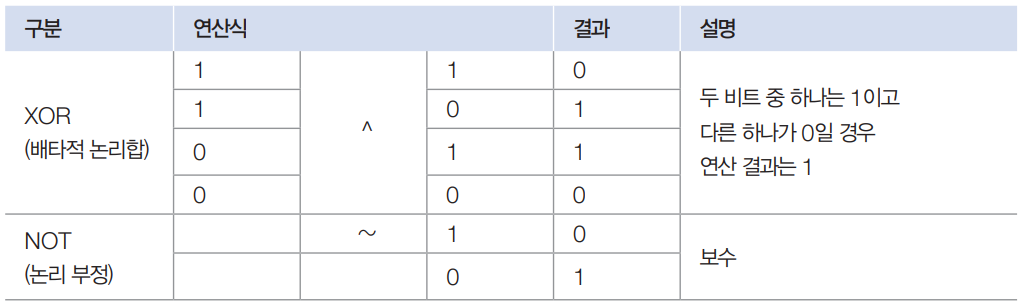 구분 연산식 결과 설명
XOR
(배타적 논리합)
1 ^ 1 0
1 0 1
0 1 1
0 0 0
두 비트 중 하나는 1이고
다른 하나가 0일 경우
연산 결과는 1
NOT
(논리 부정)
~ 1 0
0 1
보수